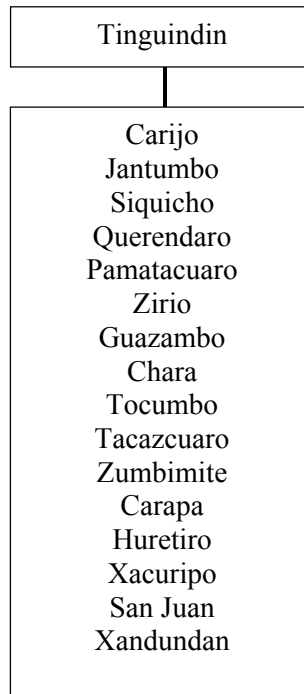 Tinguindin
Carijo
Jantumbo
Siquicho
Querendaro
Pamatacuaro
Zirio
Guazambo
Chara
Tocumbo
Tacazcuaro
Zumbimite
Carapa
Huretiro
Xacuripo
San Juan
Xandundan